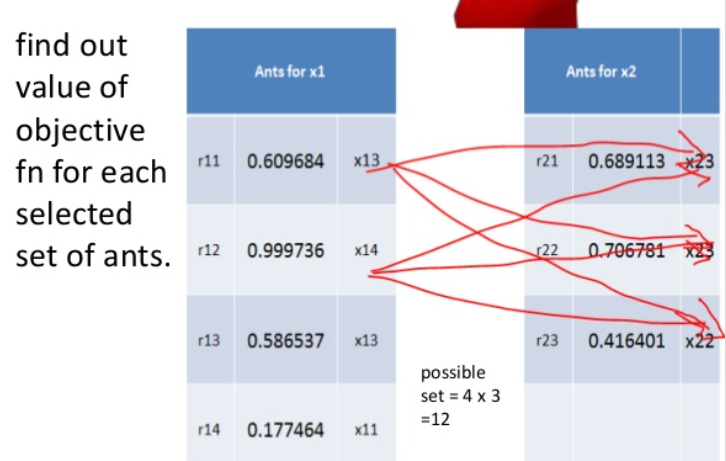 find out
value of
objective
fn for each
selected
set of ants.
Ants for x1
r11 0.609684 x13
r12 0.999736 x14
r13 0.586537 x13
r14 0.177464 x11
possible
set = 4 x 3
=12
Ants for x2
r21 0.689113 x23
r22 0.706781 x23
r23 0.416401 x22